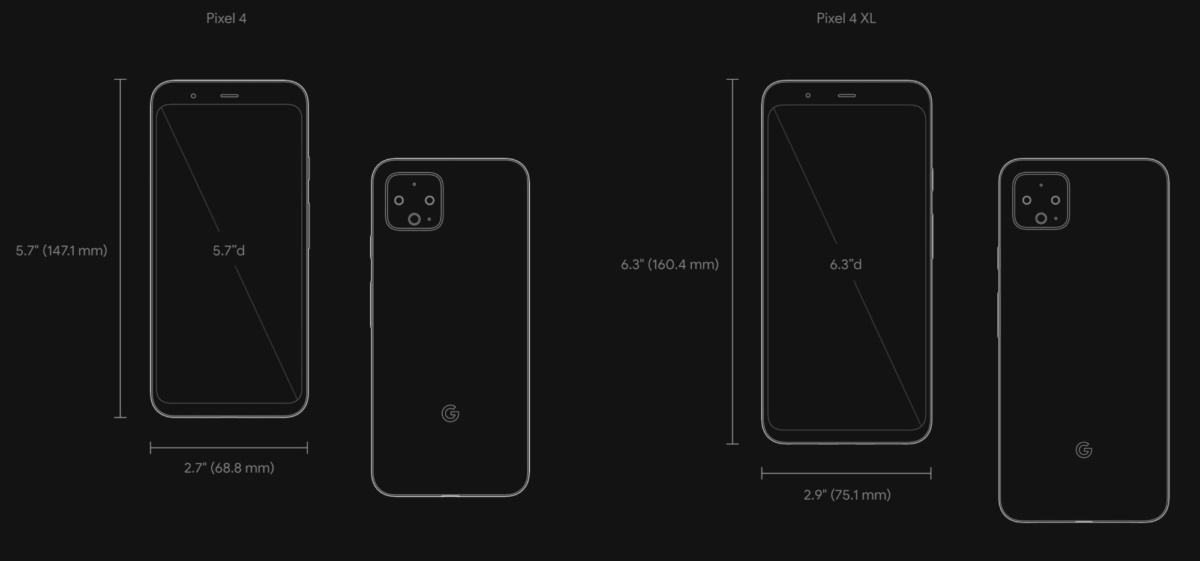 Pixel 4
5.7" (147.1 mm)
5.7"d
2.7" (68.8 mm)
G
Pixel 4 XL
6.3" (160.4 mm)
6.3"d
2.9" (75.1 mm)
G